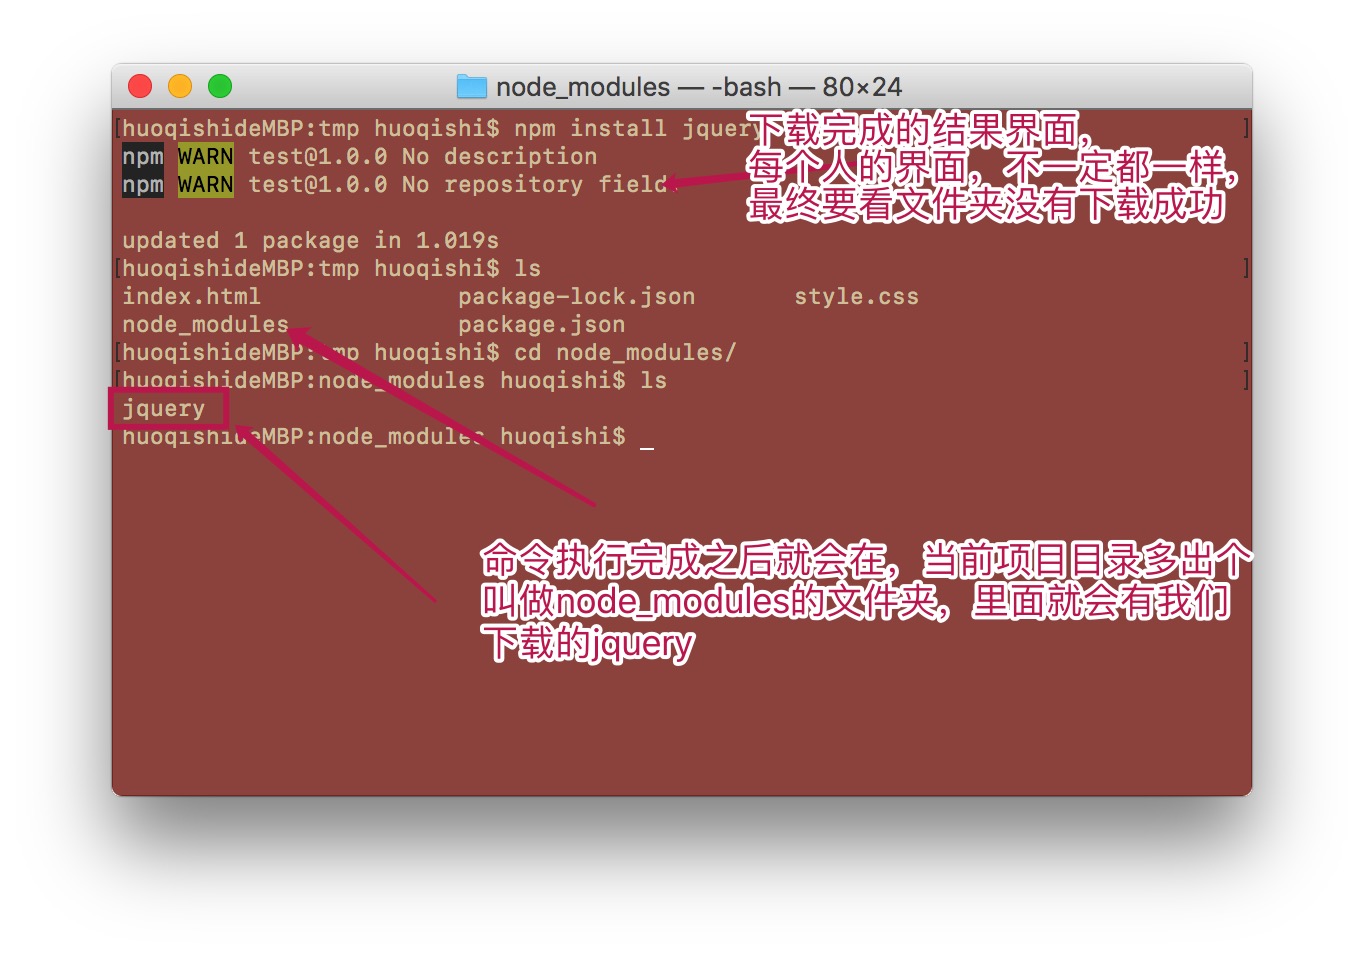 node_modules — -bash — 80×24
[huoqishideMBP:tmp huoqishi$ npm install jquery ]
下载完成的结果界面，
npm WARN test@1.0.0 No description
每个人的界面，不一定都一样，
npm WARN test@1.0.0 No repository field
最终要看文件夹没有下载成功
updated 1 package in 1.019s
[huoqishideMBP:tmp huoqishi$ ls ]
index.html package-lock.json style.css
node_modules package.json
[huoqishideMBP:tmp huoqishi$ cd node_modules/ ]
[huoqishideMBP:node_modules huoqishi$ ls ]
jquery
huoqishideMBP:node_modules huoqishi$ _
命令执行完成之后就会在，当前项目目录多出个
叫做node_modules的文件夹，里面就会有我们
下载的jquery